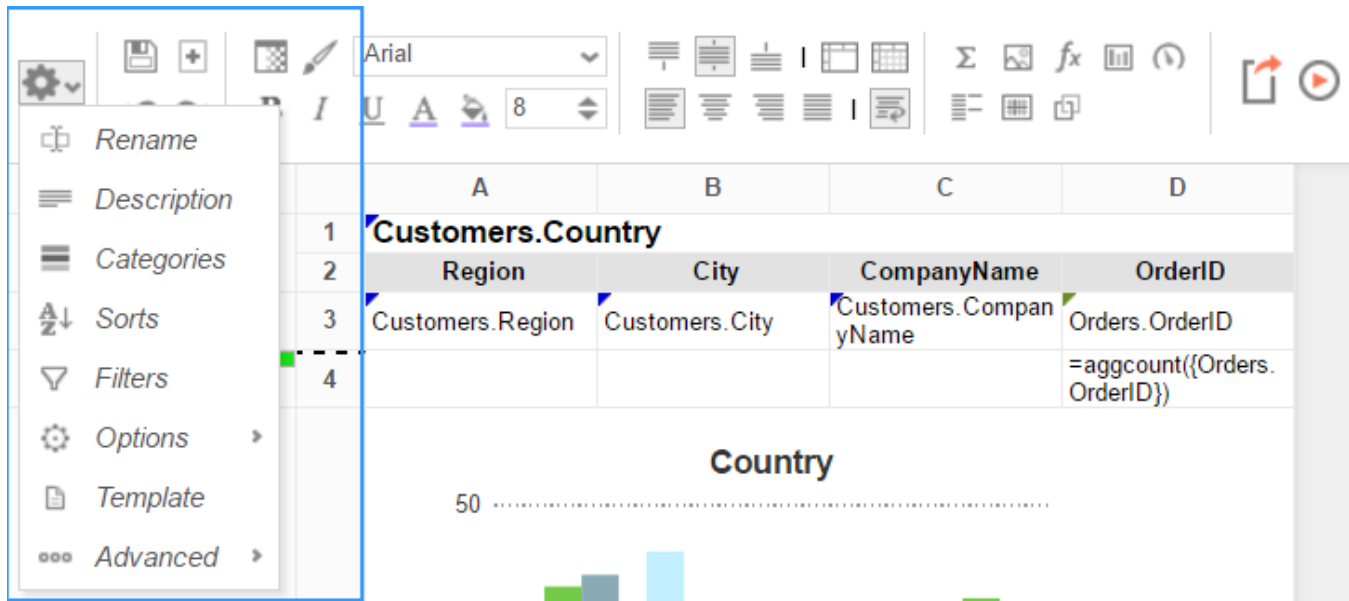 Arial
B I U A 8
Σ fx
Rename
Description
Categories
Sorts
Filters
Options
Template
Advanced
A B C D
1 Customers.Country
2 Region City CompanyName OrderID
3 Customers.Region Customers.City Customers.Compan
yName Orders.OrderID
4 =aggcount({Orders.
OrderID})
Country
50